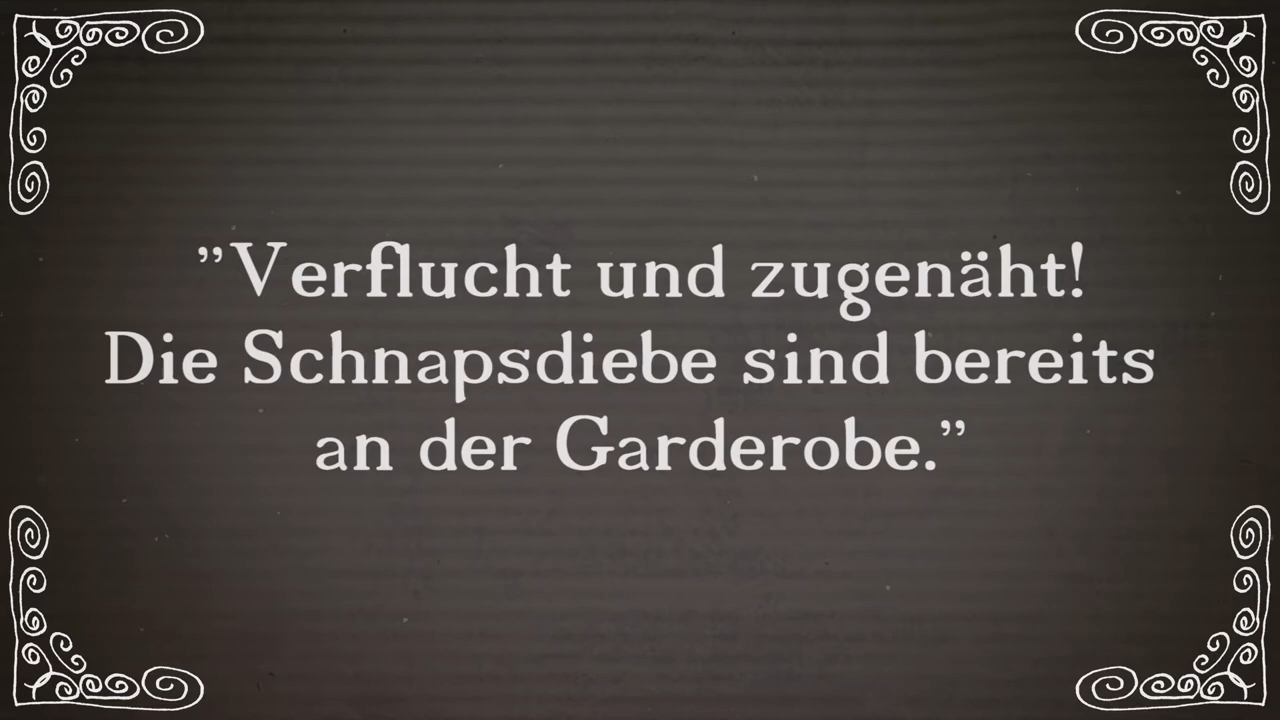 ”Verflucht und zugenäht!
Die Schnapsdiebe sind bereits
an der Garderobe.”